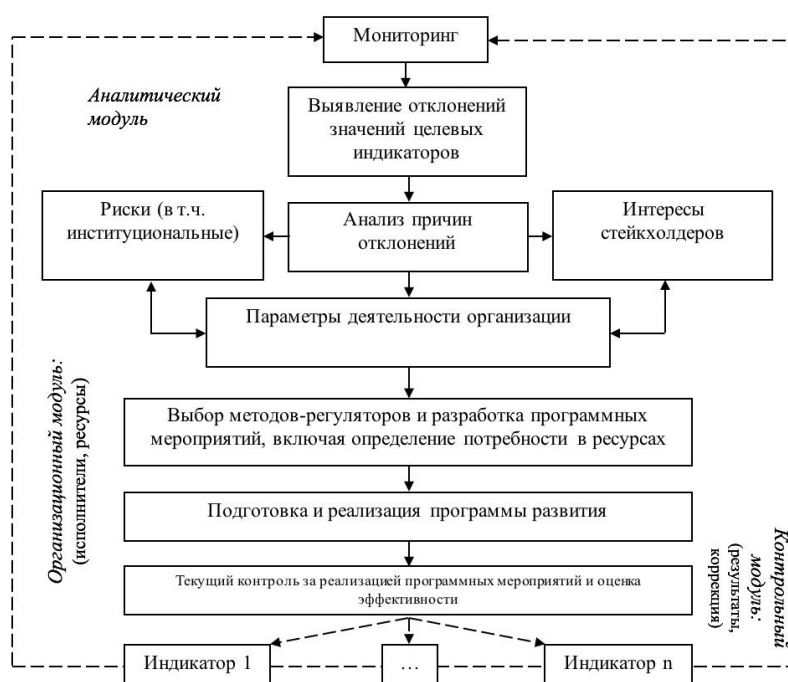 Мониторинг
Аналитический
модуль
Выявление отклонений
значений целевых
индикаторов
Риски (в т.ч.
институциональные)
Анализ причин
отклонений
Интересы
стейкхолдеров
Параметры деятельности организации
Организационный модуль:
(исполнители, ресурсы)
Выбор методов-регуляторов и разработка программных
мероприятий, включая определение потребности в ресурсах
Подготовка и реализация программы развития
Текущий контроль за реализацией программных мероприятий и оценка
эффективности
Контрольный
модуль:
(результаты,
коррекция)
Индикатор 1
…
Индикатор n